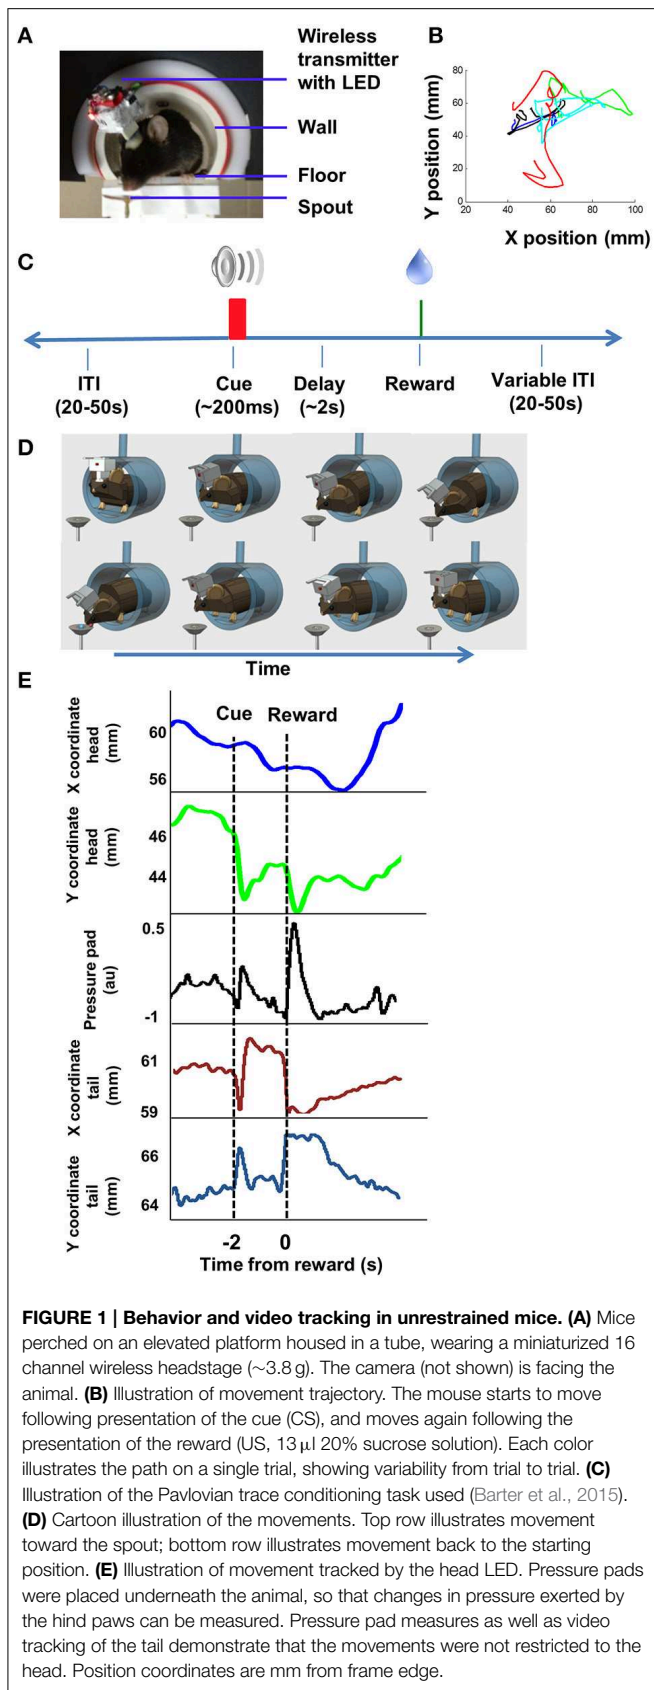 A
Wireless
transmitter
with LED
Wall
Floor
Spout
B
Y position (mm)
80
60
40
20
0
20
40
60
80
100
X position (mm)
C
ITI
(20-50s)
Cue
(~200ms)
Delay
(~2s)
Reward
Variable ITI
(20-50s)
D
Time
E
Cue
Reward
X coordinate
head
(mm)
60
56
Y coordinate
head
(mm)
46
44
Pressure pad
(au)
0.5
-1
X coordinate
tail
(mm)
61
59
Y coordinate
tail
(mm)
66
64
-2
0
Time from reward (s)
FIGURE 1 | Behavior and video tracking in unrestrained mice. (A) Mice
perched on an elevated platform housed in a tube, wearing a miniaturized 16
channel wireless headstage (~3.8 g). The camera (not shown) is facing the
animal. (B) Illustration of movement trajectory. The mouse starts to move
following presentation of the cue (CS), and moves again following the
presentation of the reward (US, 13 μl 20% sucrose solution). Each color
illustrates the path on a single trial, showing variability from trial to trial. (C)
Illustration of the Pavlovian trace conditioning task used (Barter et al., 2015).
(D) Cartoon illustration of the movements. Top row illustrates movement
toward the spout; bottom row illustrates movement back to the starting
position. (E) Illustration of movement tracked by the head LED. Pressure pads
were placed underneath the animal, so that changes in pressure exerted by
the hind paws can be measured. Pressure pad measures as well as video
tracking of the tail demonstrate that the movements were not restricted to the
head. Position coordinates are mm from frame edge.